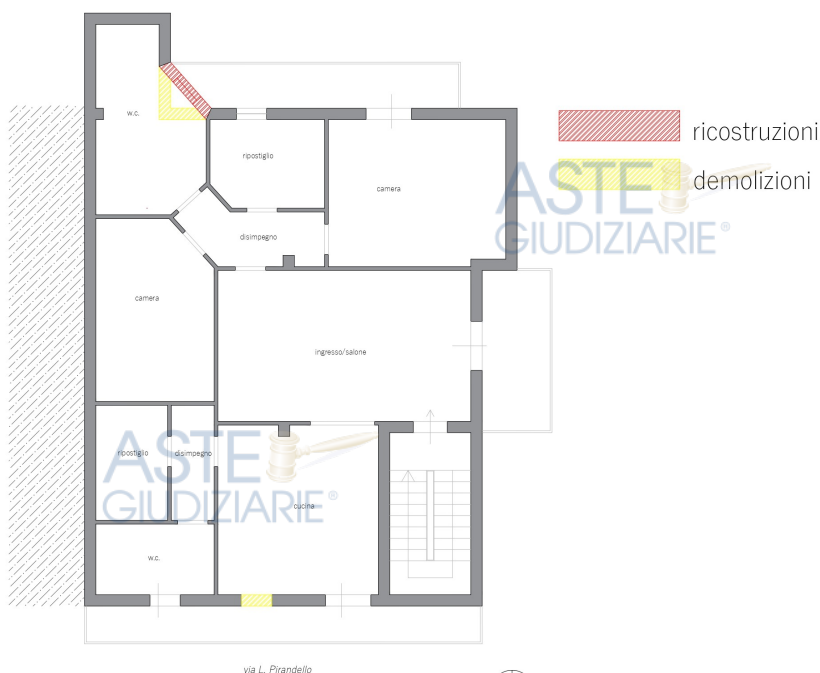 w.c.
ricostruzioni
ripostiglio
demolizioni
camera
ASTE
GIUDIZIARIE®
disimpegno
camera
ingresso/salone
ASTE
GIUDIZIARIE®
ripostiglio
disimpegno
cucina
w.c.
via L. Pirandello